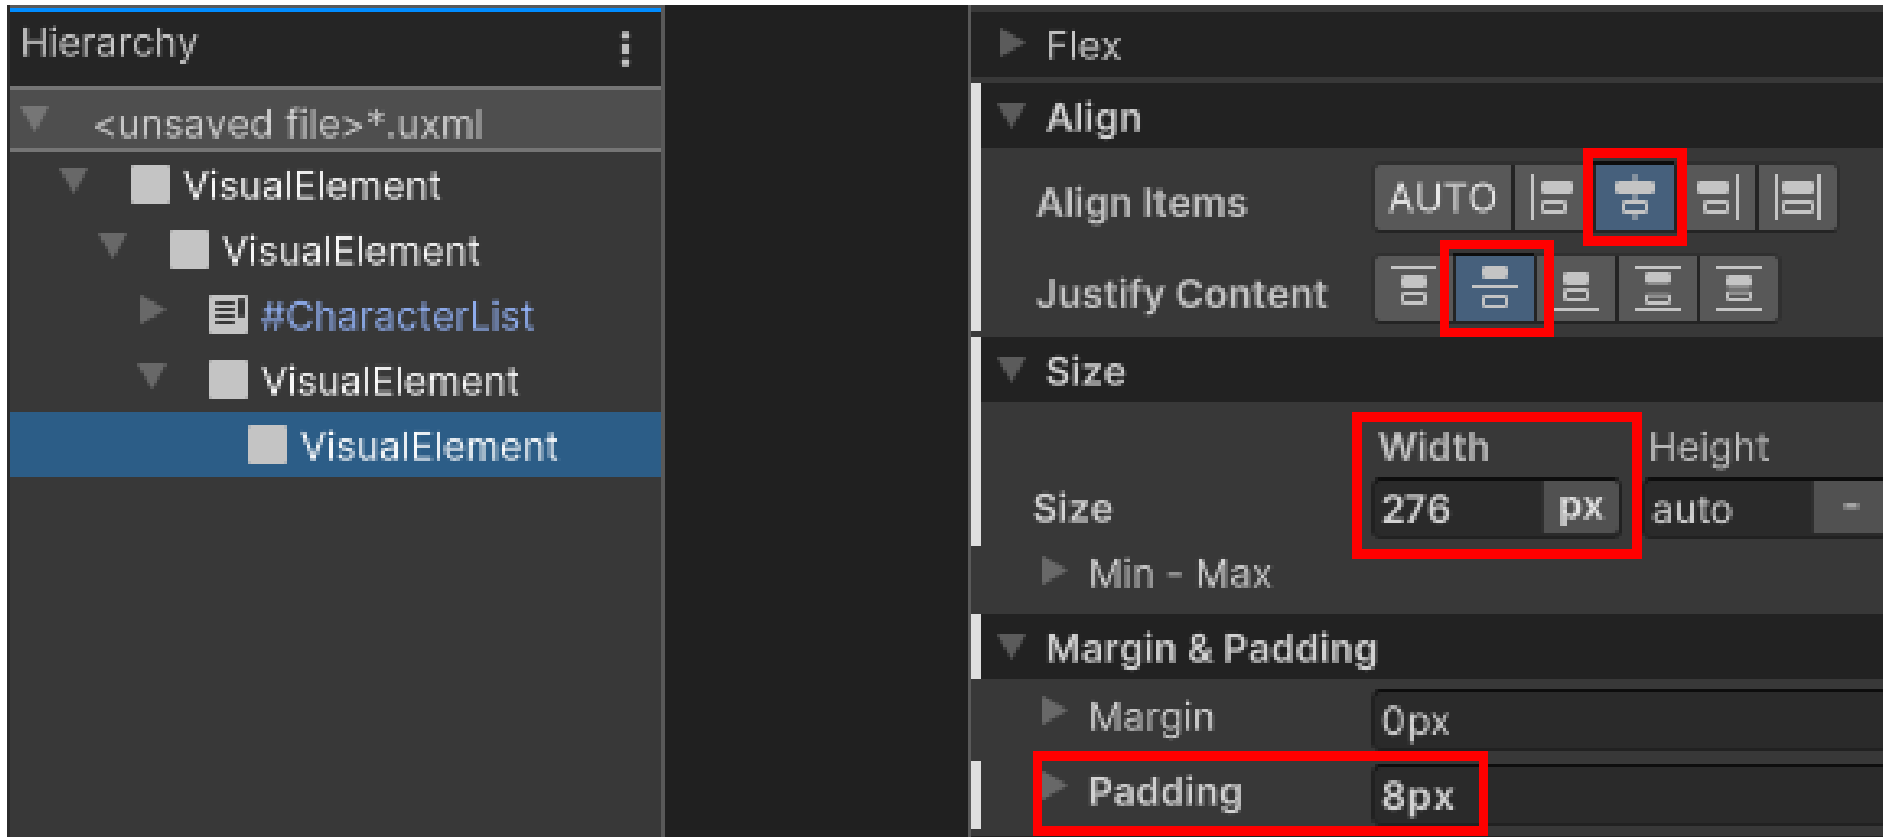 Hierarchy
<unsaved file>*.uxml
VisualElement
VisualElement
#CharacterList
VisualElement
VisualElement
Flex
Align
Align Items
AUTO
Justify Content
Size
Width Height
Size 276 px auto -
Min - Max
Margin & Padding
Margin 0px
Padding 8px